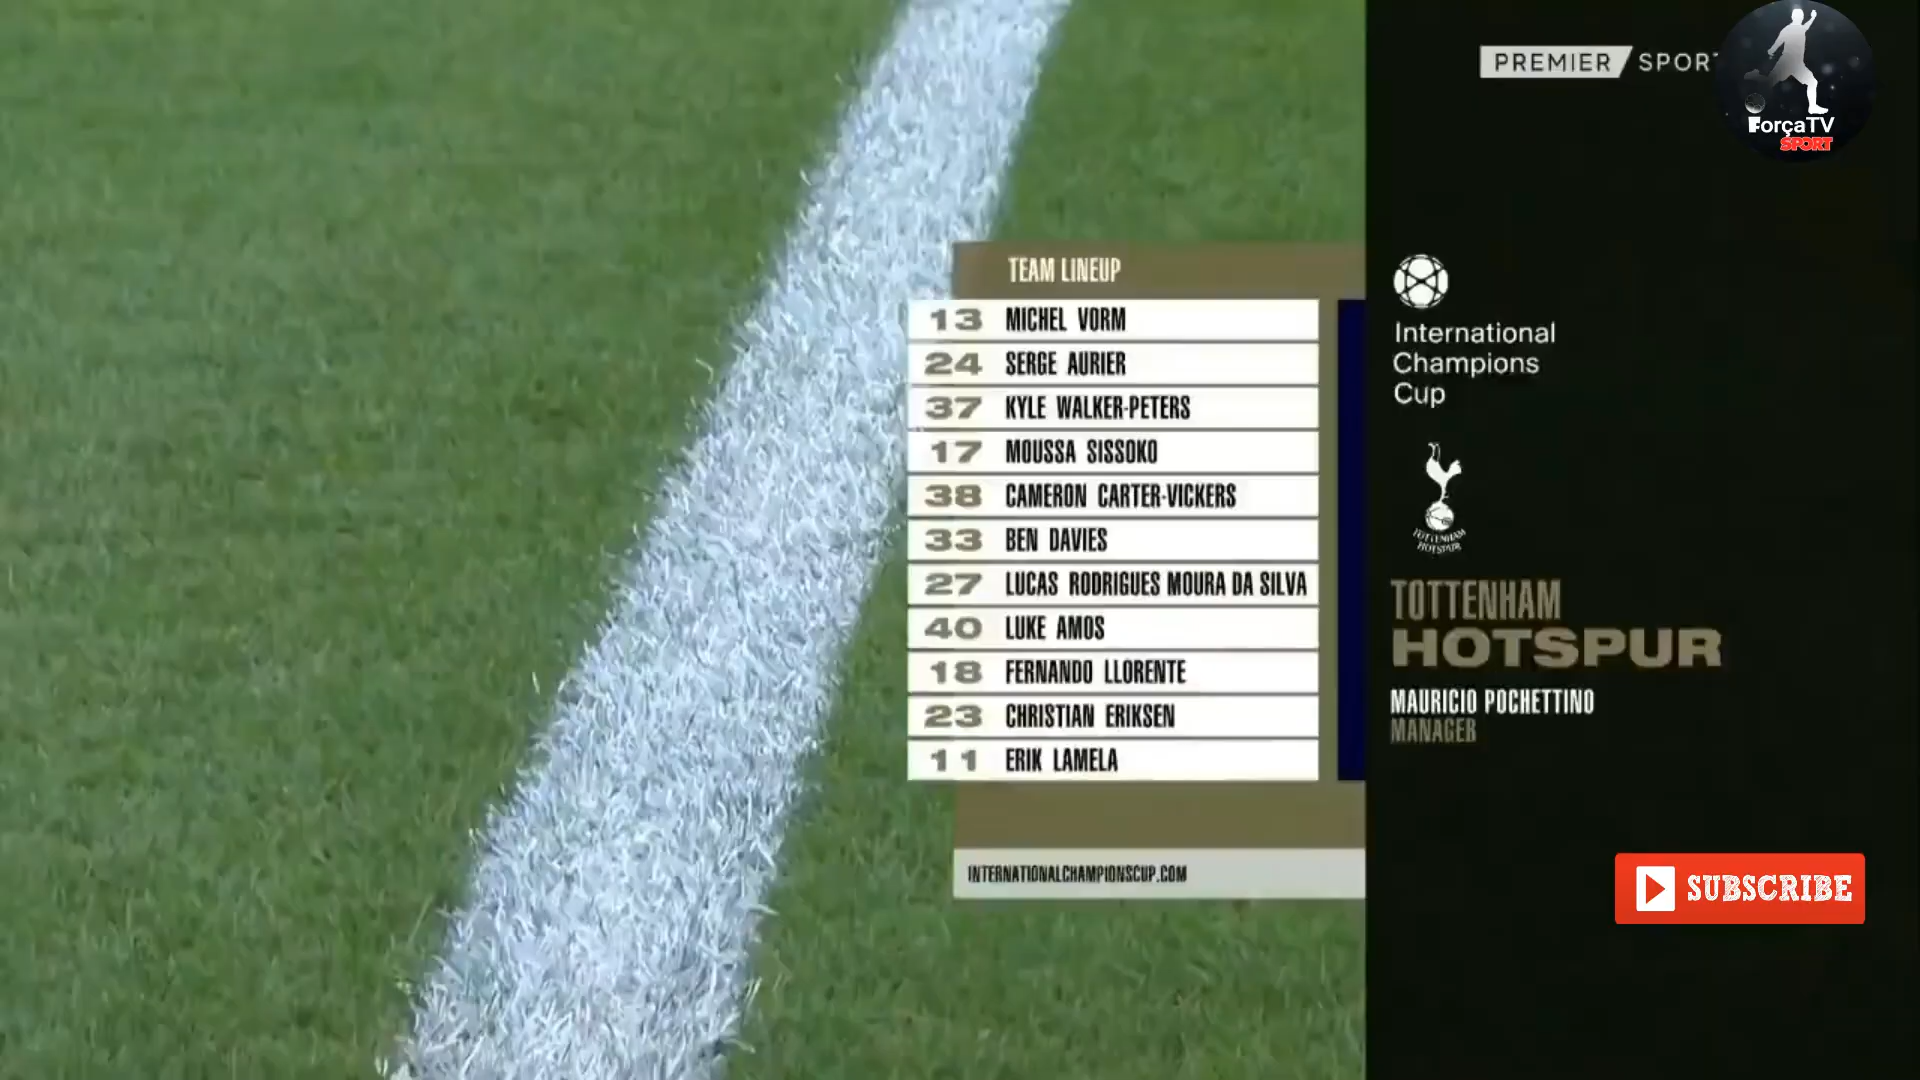 PREMIER SPORT
ForçaTV
SPORT
TEAM LINEUP
13 MICHEL VORM
24 SERGE AURIER
37 KYLE WALKER-PETERS
17 MOUSSA SISSOKO
38 CAMERON CARTER-VICKERS
33 BEN DAVIES
27 LUCAS RODRIGUES MOURA DA SILVA
40 LUKE AMOS
18 FERNANDO LLORENTE
23 CHRISTIAN ERIKSEN
11 ERIK LAMELA
INTERNATIONALCHAMPIONSCUP.COM
International
Champions
Cup
TOTTENHAM
HOTSPUR
TOTTENHAM
HOTSPUR
MAURICIO POCHETTINO
MANAGER
SUBSCRIBE